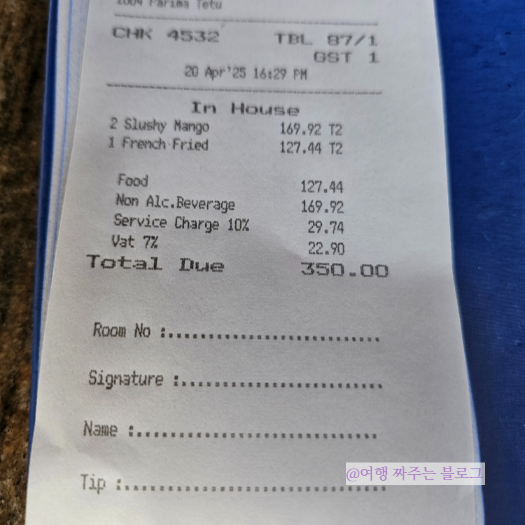 1004 Parima Tetu
CHK 4532 TBL 87/1
GST 1
20 Apr'25 16:29 PM
In House
2 Slushy Mango 169.92 T2
1 French Fried 127.44 T2
Food 127.44
Non Alc.Beverage 169.92
Service Charge 10% 29.74
Vat 7% 22.90
Total Due 350.00
Room No :
Signature :
Name :
Tip :
@여행 짜주는 블로그